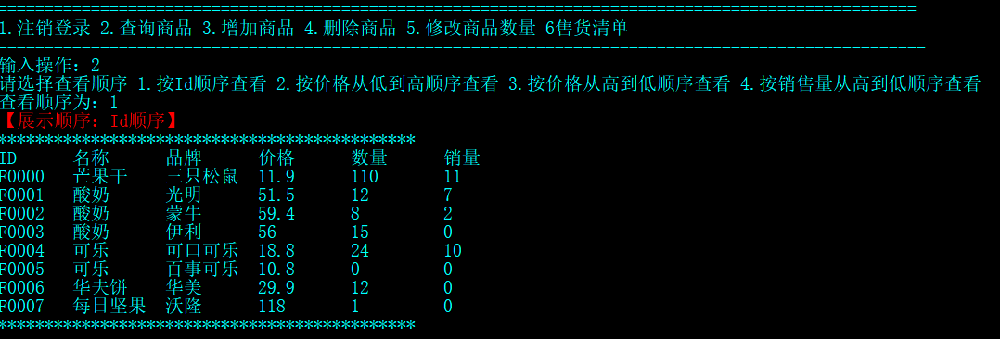 ====================================================================================================
1.注销登录 2.查询商品 3.增加商品 4.删除商品 5.修改商品数量 6售货清单
====================================================================================================
输入操作：2
请选择查看顺序 1.按Id顺序查看 2.按价格从低到高顺序查看 3.按价格从高到低顺序查看 4.按销售量从高到低顺序查看
查看顺序为：1
【展示顺序：Id顺序】
*********************************************
ID 名称 品牌 价格 数量 销量
F0000 芒果干 三只松鼠 11.9 110 11
F0001 酸奶 光明 51.5 12 7
F0002 酸奶 蒙牛 59.4 8 2
F0003 酸奶 伊利 56 15 0
F0004 可乐 可口可乐 18.8 24 10
F0005 可乐 百事可乐 10.8 0 0
F0006 华夫饼 华美 29.9 12 0
F0007 每日坚果 沃隆 118 1 0
*********************************************